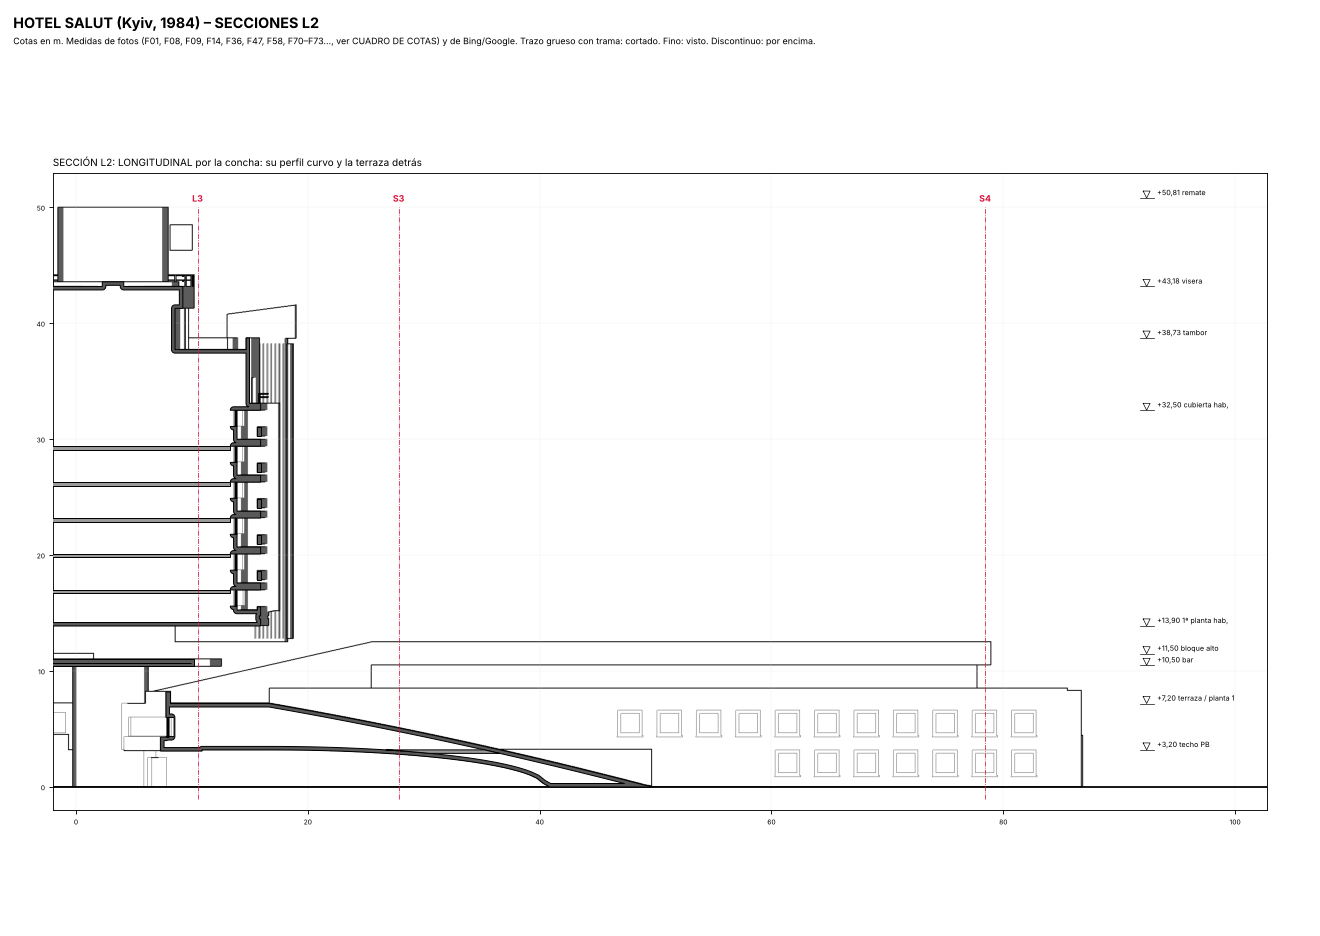 HOTEL SALUT (Kyiv, 1984) – SECCIONES L2
Cotas en m. Medidas de fotos (F01, F08, F09, F14, F36, F47, F58, F70–F73..., ver CUADRO DE COTAS) y de Bing/Google. Trazo grueso con trama: cortado. Fino: visto. Discontinuo: por encima.
SECCIÓN L2: LONGITUDINAL por la concha: su perfil curvo y la terraza detrás
L3
S3
S4
+50,81 remate
50
+43,18 visera
+38,73 tambor
40
+32,50 cubierta hab,
30
20
+13,90 1ª planta hab,
+11,50 bloque alto
+10,50 bar
10
+7,20 terraza / planta 1
+3,20 techo PB
0
0
20
40
60
80
100